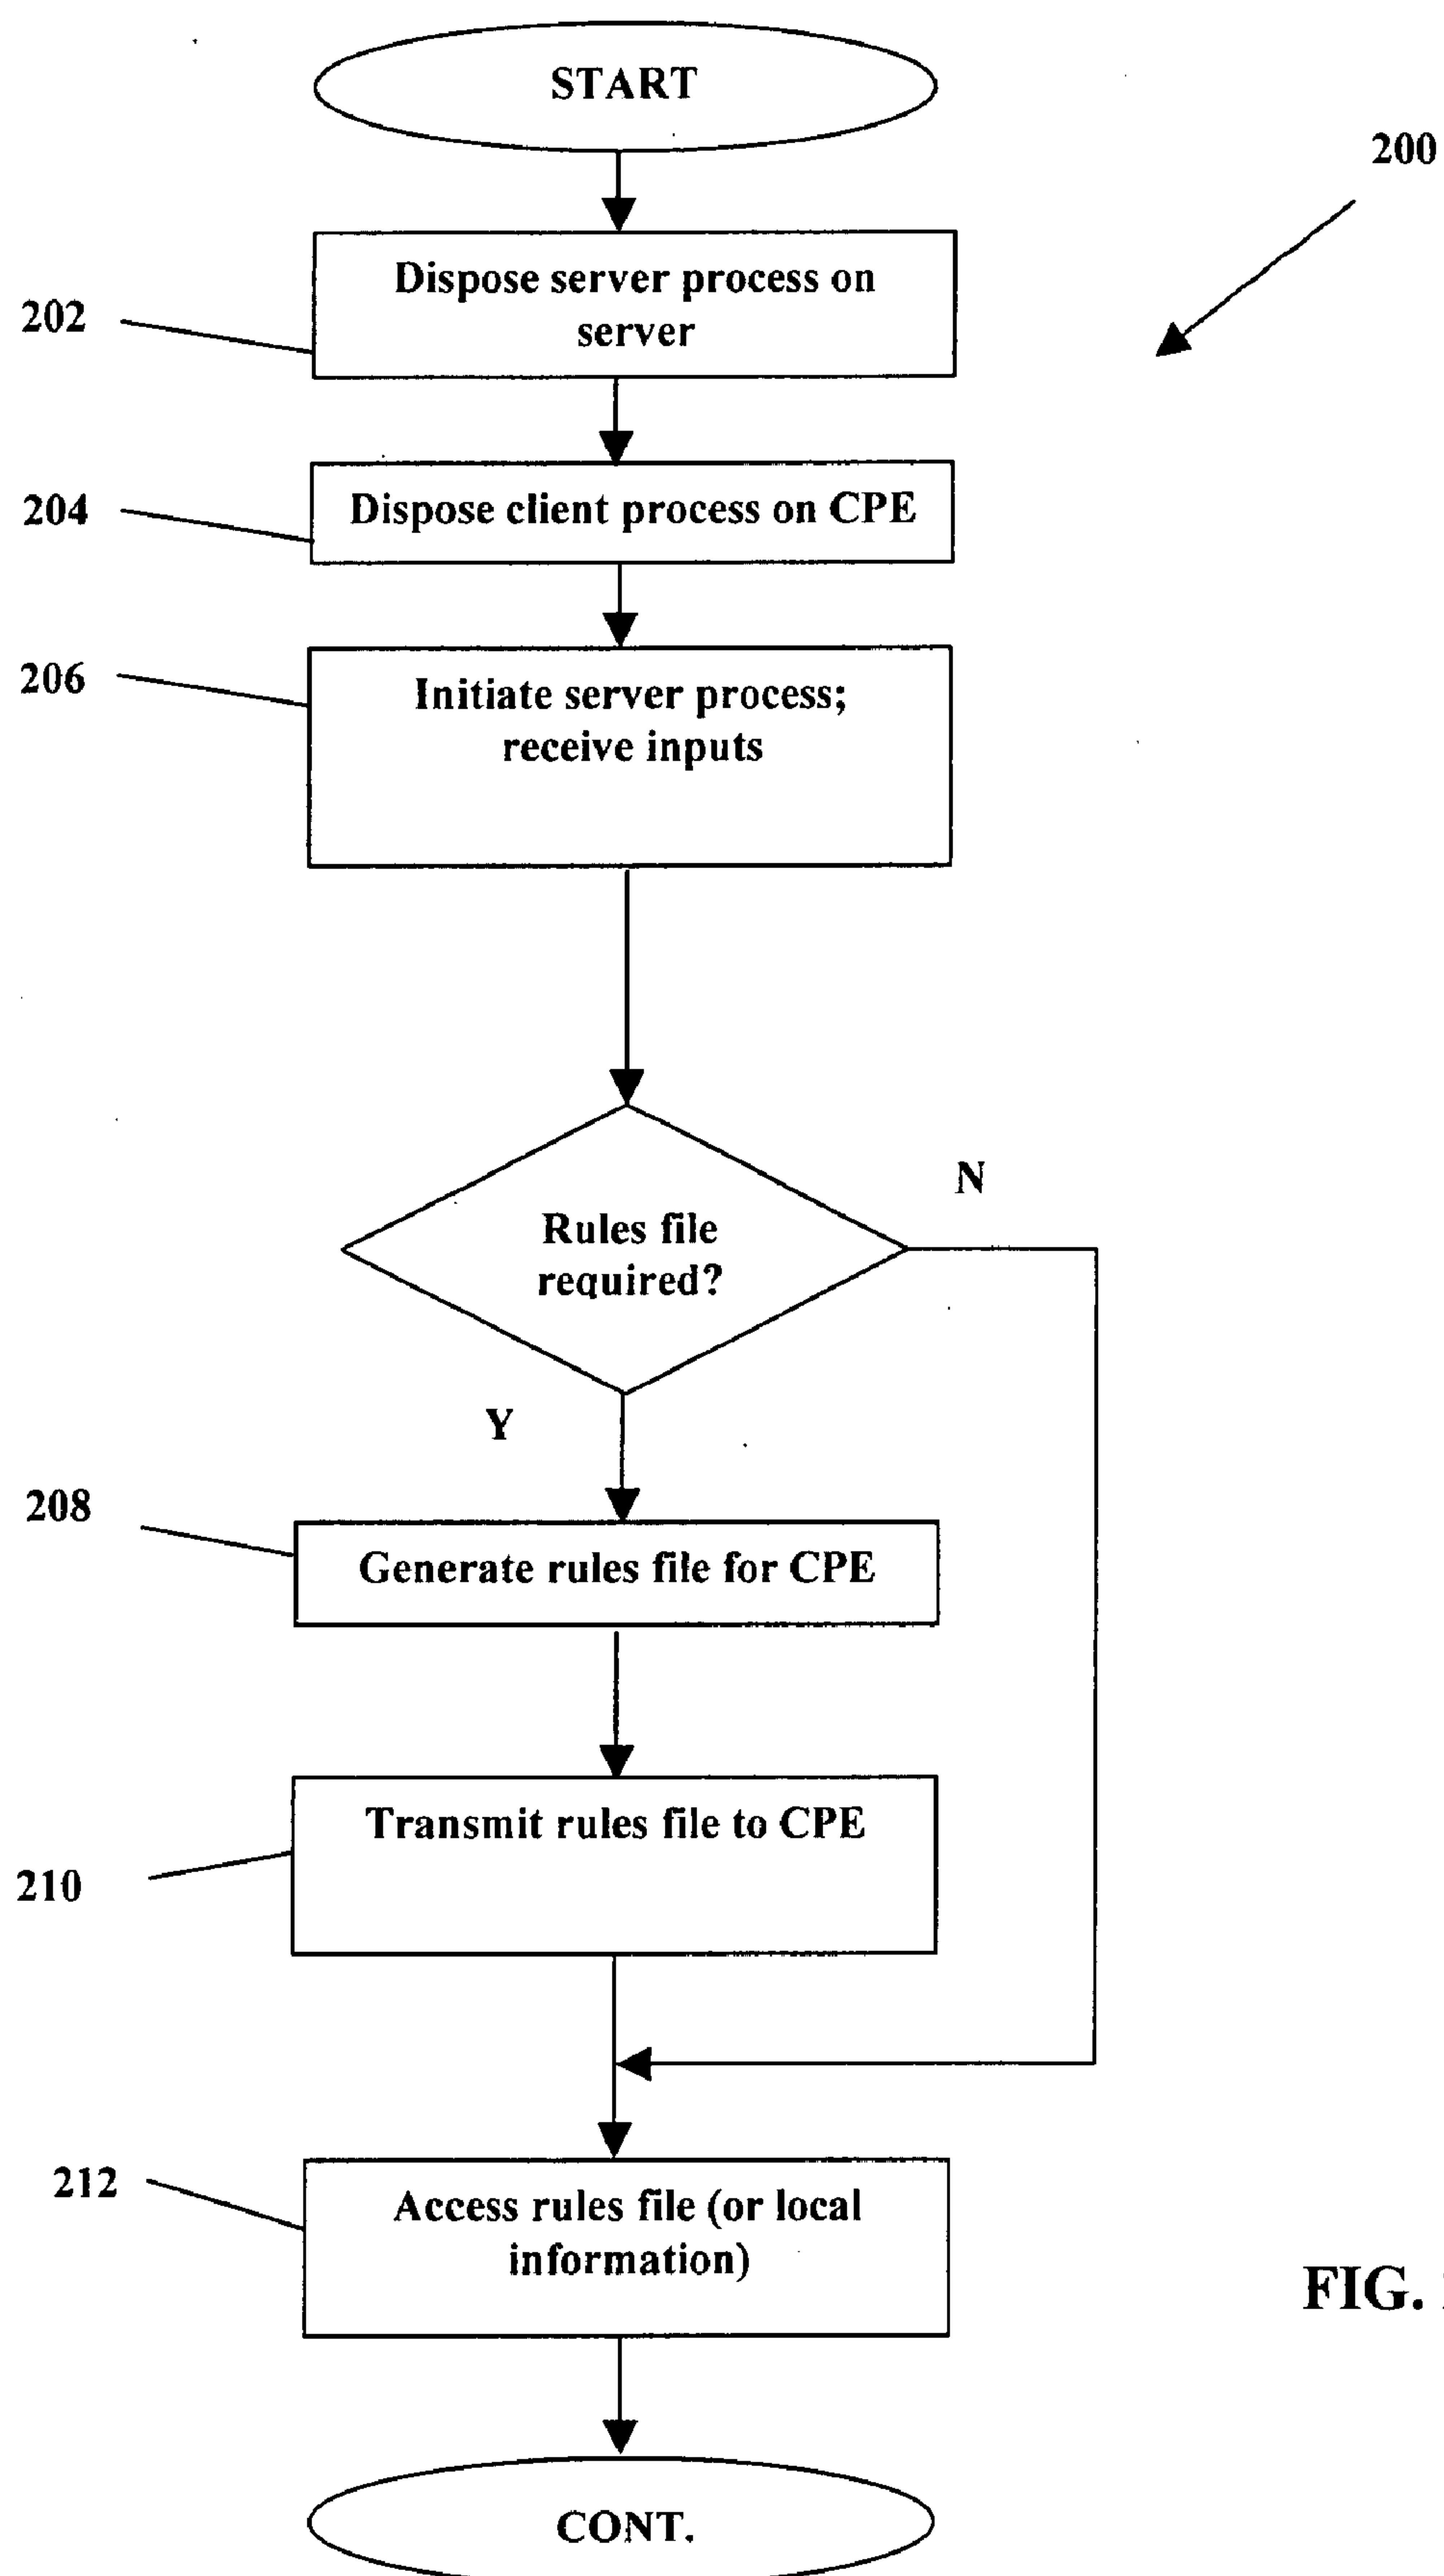 START
200
Dispose server process on
server
202
Dispose client process on CPE
204
Initiate server process;
receive inputs
206
N
Rules file
required?
Y
208
Generate rules file for CPE
Transmit rules file to CPE
210
212
Access rules file (or local
information)
FIG.
CONT.